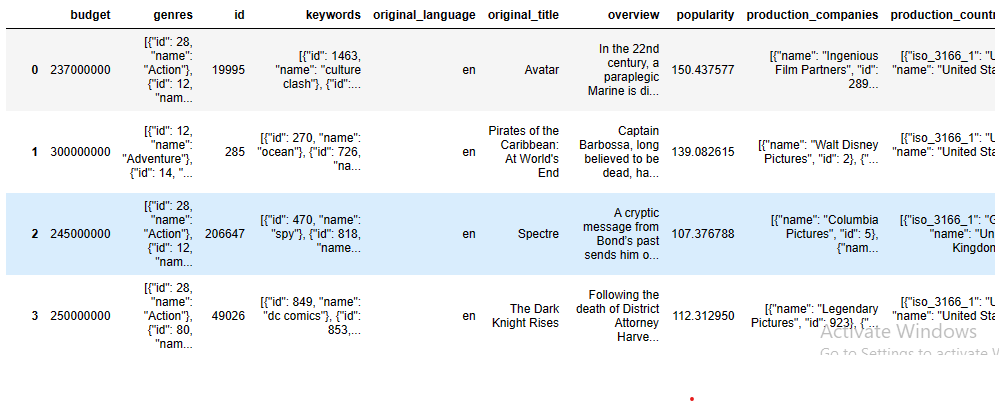 budget genres id keywords original_language original_title overview popularity production_companies production_countr
[{"id": 28,
"name": In the 22nd
"Action"}, [{"id": 1463, century, a [{"name": "Ingenious [{"iso_3166_1": "U
0 237000000 {"id": 12, 19995 name": "culture en Avatar paraplegic 150.437577 Film Partners", "id": "name": "United Sta
"nam... clash"}, {"id":... Marine is di... 289...
[{"id": 12, Pirates of the Captain
"name": [{"id": 270, "name": Caribbean: Barbossa, long [{"name": "Walt Disney [{"iso_3166_1": "U
1 300000000 "Adventure"}, 285 "ocean"}, {"id": 726, en At World's believed to be 139.082615 Pictures", "id": 2}, {"... "name": "United Sta
{"id": 14, "... "na... End dead, ha...
[{"id": 28, A cryptic
"name": [{"id": 470, "name": message from [{"name": "Columbia [{"iso_3166_1": "G
2 245000000 "Action"}, 206647 "spy"}, {"id": 818, en Spectre Bond's past 107.376788 Pictures", "id": 5}, "name": "Uni
{"id": 12, "name... sends him o... {"nam... Kingdom
"nam...
[{"id": 28, Following the
"name": [{"id": 849, "name": The Dark death of District [{"name": "Legendary [{"iso_3166_1": "U
3 250000000 "Action"}, 49026 "dc comics"}, {"id": en Knight Rises Attorney 112.312950 Pictures", "id": 923}, {"... "name": "United Sta
{"id": 80, 853,... Harve...
"nam...
Activate Windows
Go to Settings to activate W